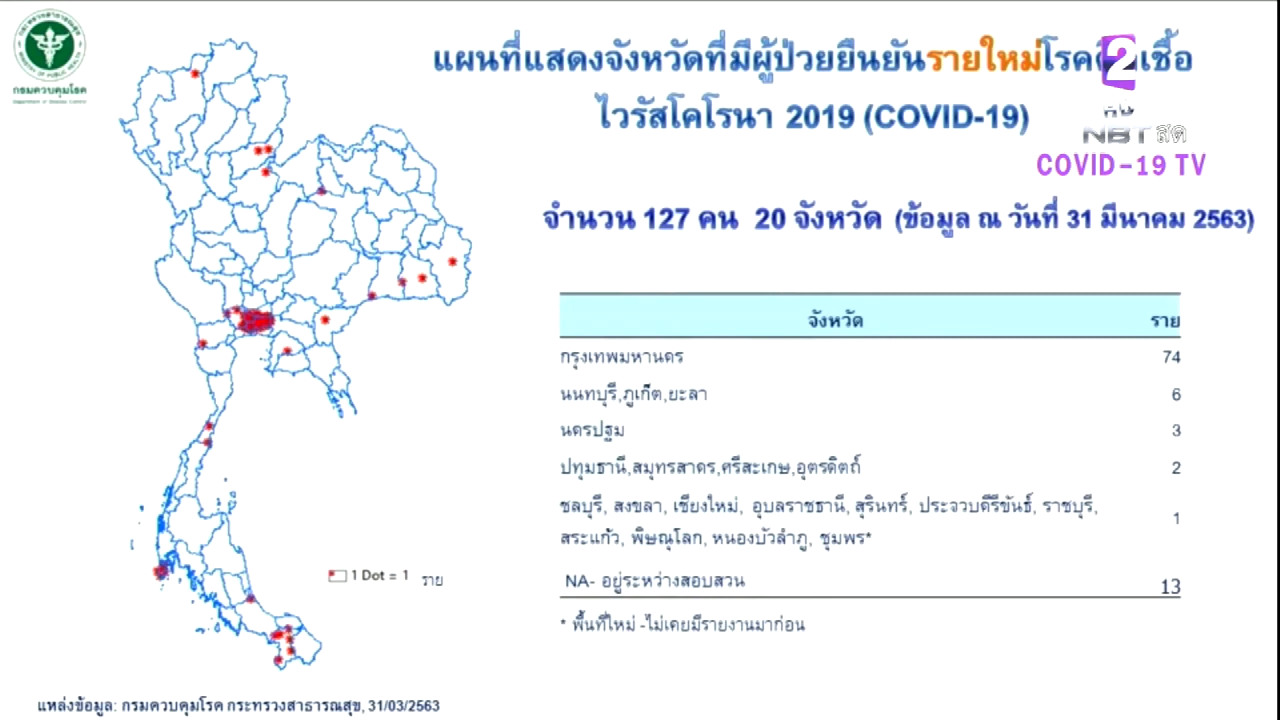 กรมควบคุมโรค
Department of Disease Control
แผนที่แสดงจังหวัดที่มีผู้ป่วยยืนยันรายใหม่โรคติดเชื้อ
ไวรัสโคโรนา 2019 (COVID-19)
2
NBT สด
COVID-19 TV
จำนวน 127 คน 20 จังหวัด (ข้อมูล ณ วันที่ 31 มีนาคม 2563)
จังหวัด ราย
กรุงเทพมหานคร 74
นนทบุรี,ภูเก็ต,ยะลา 6
นครปฐม 3
ปทุมธานี,สมุทรสาคร,ศรีสะเกษ,อุตรดิตถ์ 2
ชลบุรี, สงขลา, เชียงใหม่, อุบลราชธานี, สุรินทร์, ประจวบคีรีขันธ์, ราชบุรี,
สระแก้ว, พิษณุโลก, หนองบัวลำภู, ชุมพร* 1
NA- อยู่ระหว่างสอบสวน 13
* พื้นที่ใหม่ -ไม่เคยมีรายงานมาก่อน
1 Dot = 1 ราย
แหล่งข้อมูล: กรมควบคุมโรค กระทรวงสาธารณสุข, 31/03/2563